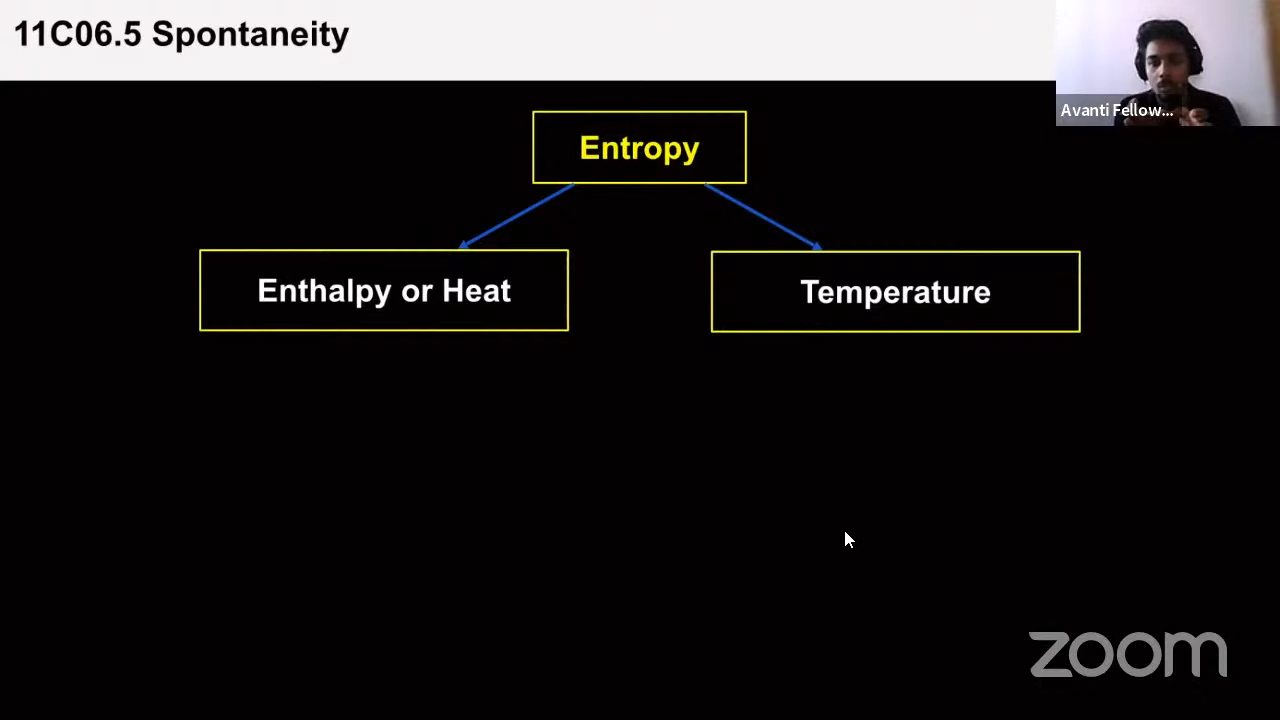 11C06.5 Spontaneity
Avanti Fellow...
Entropy
Enthalpy or Heat
Temperature
zoom